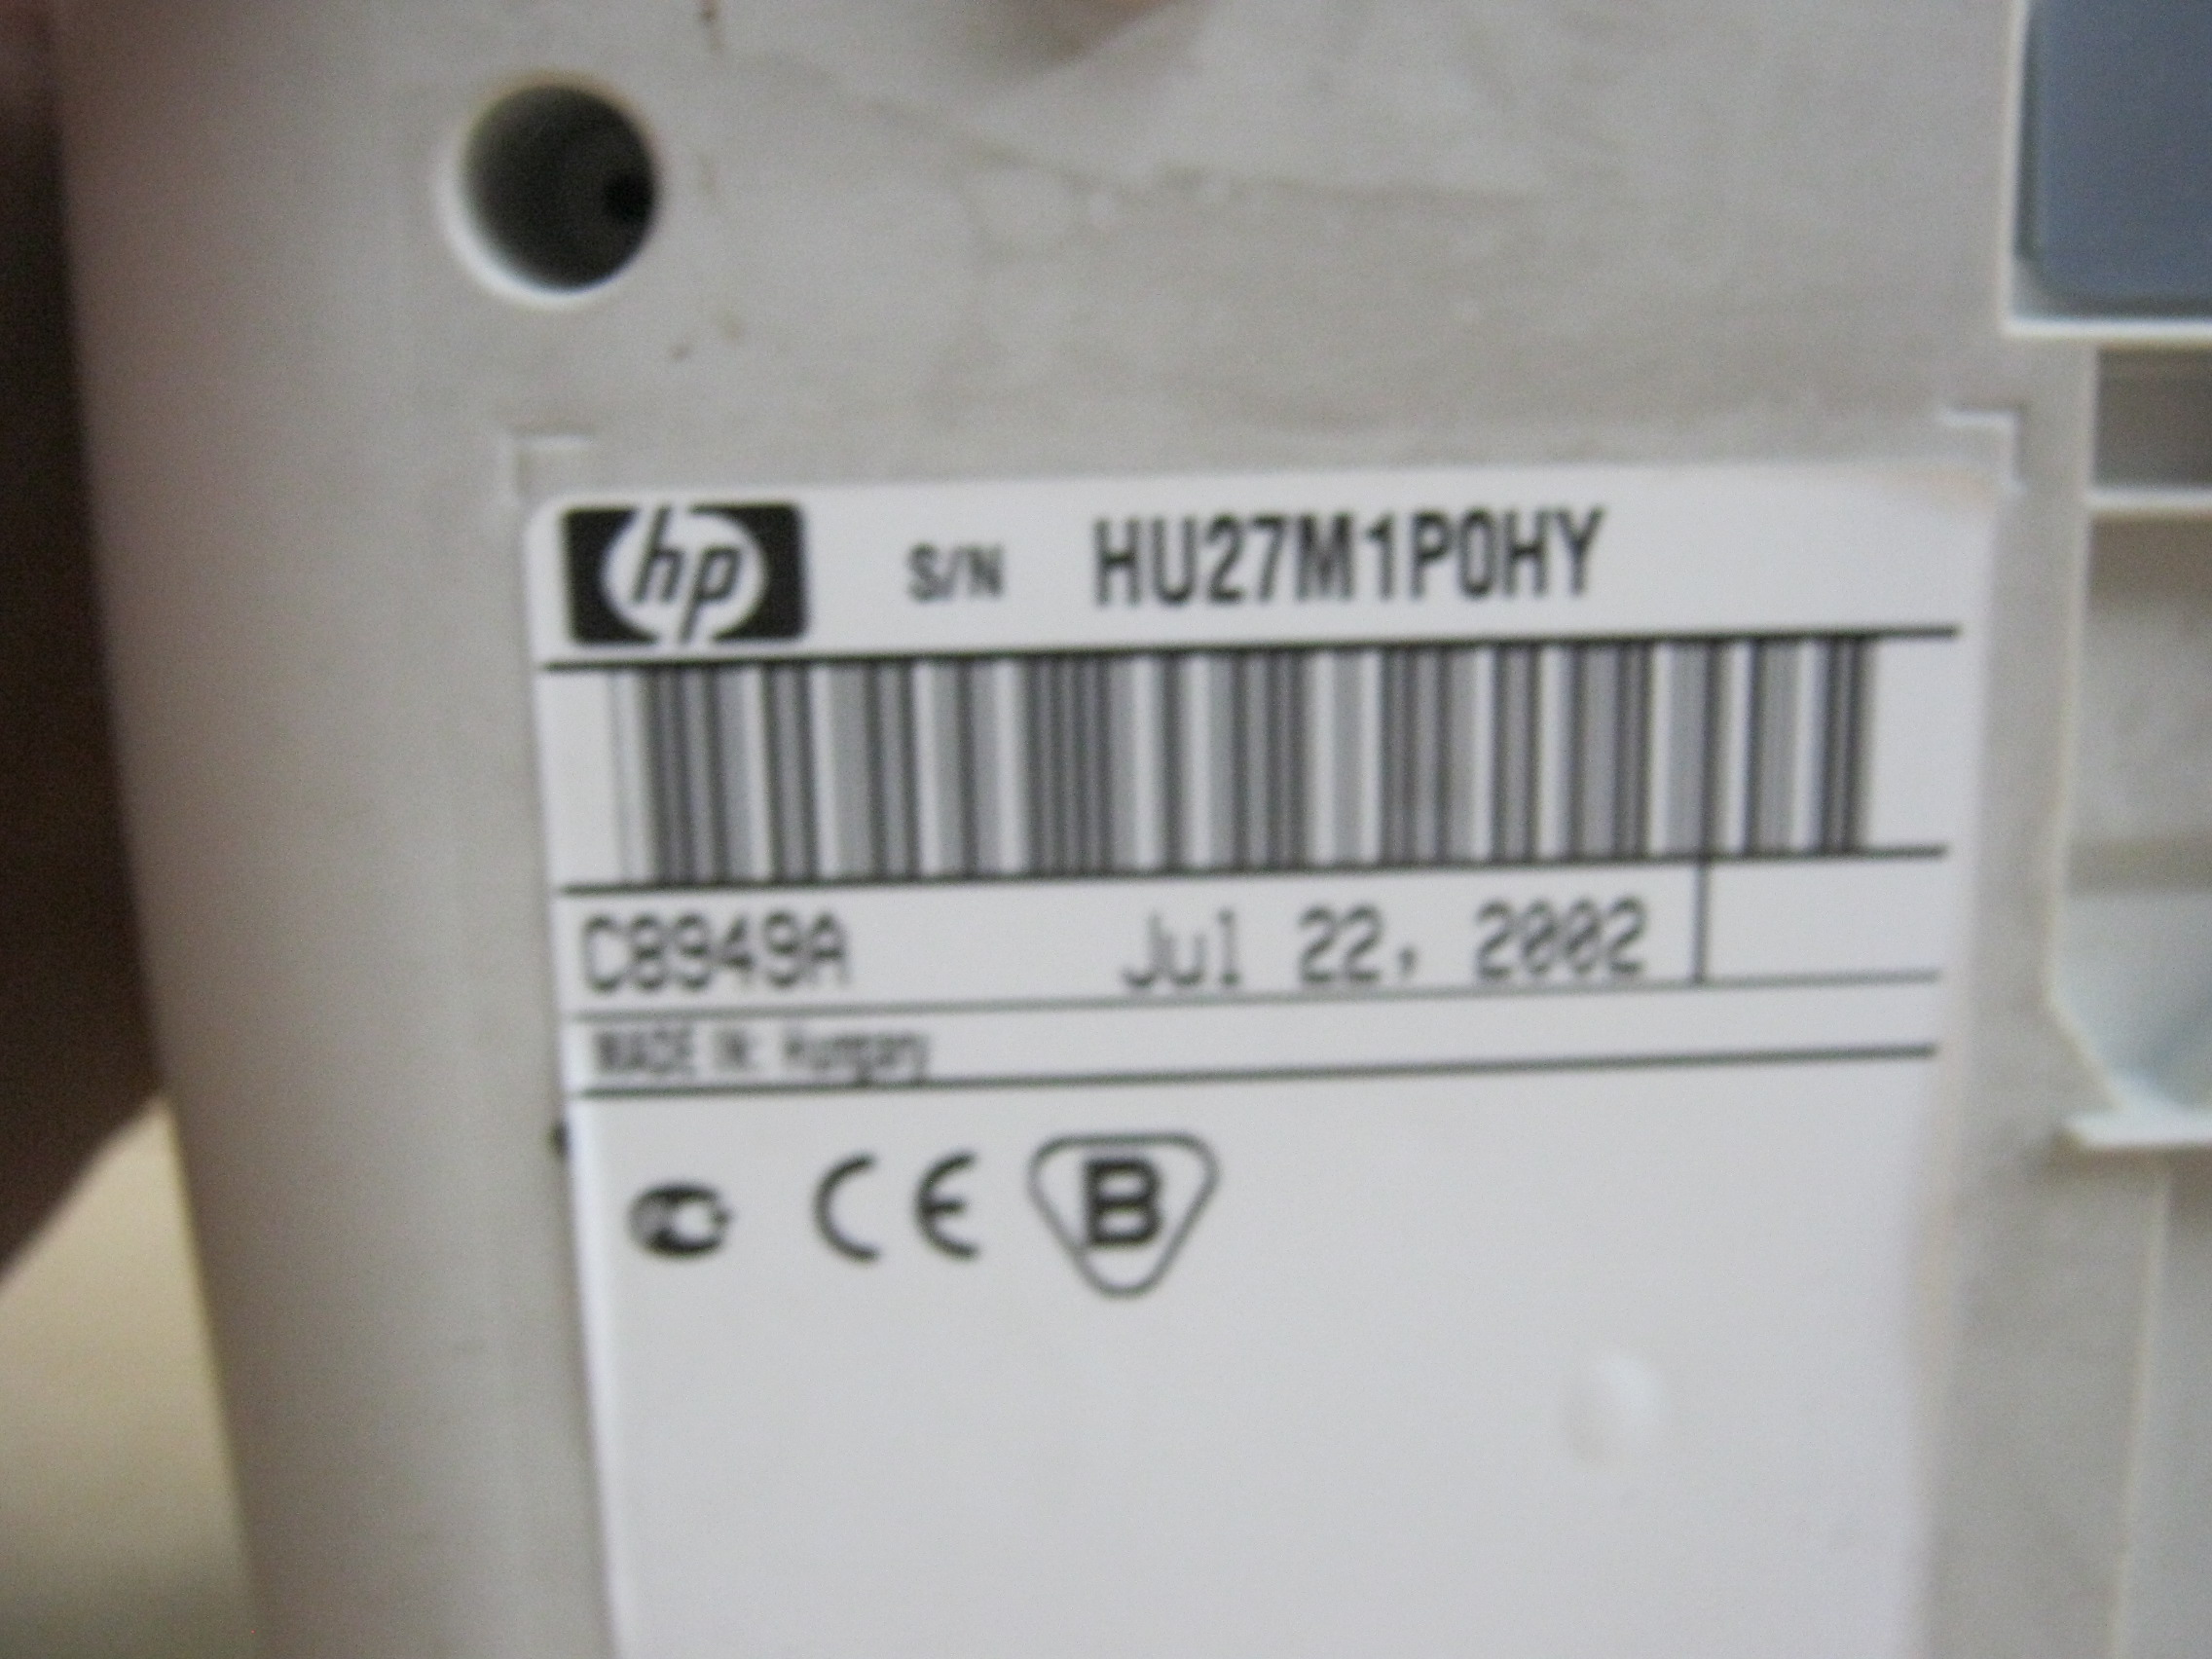 hp S/N HU27M1P0HY
C8949A Jul 22, 2002
MADE IN: Hungary
CE B